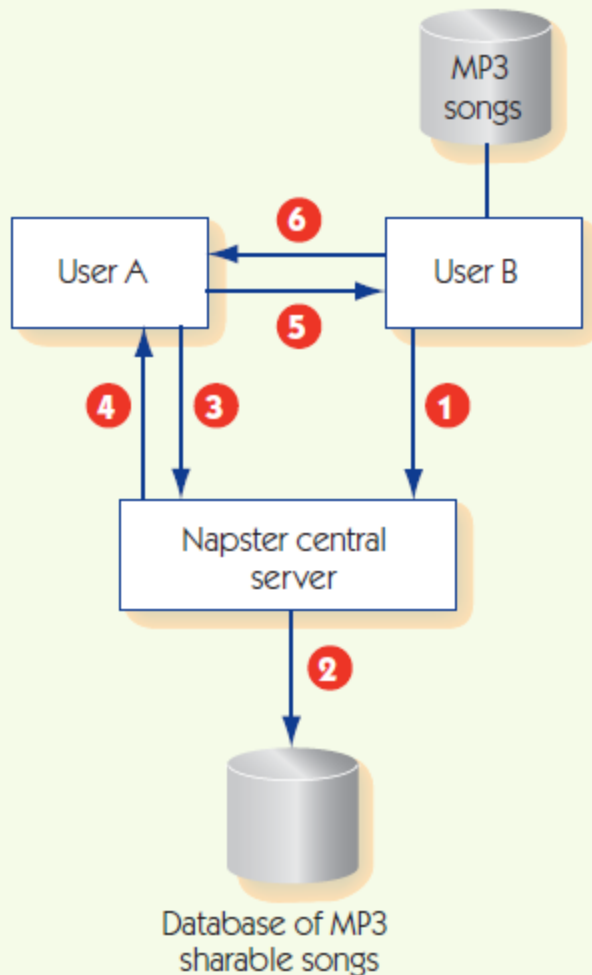 MP3
songs
6
User A
User B
5
4
3
1
Napster central
server
2
Database of MP3
sharable songs